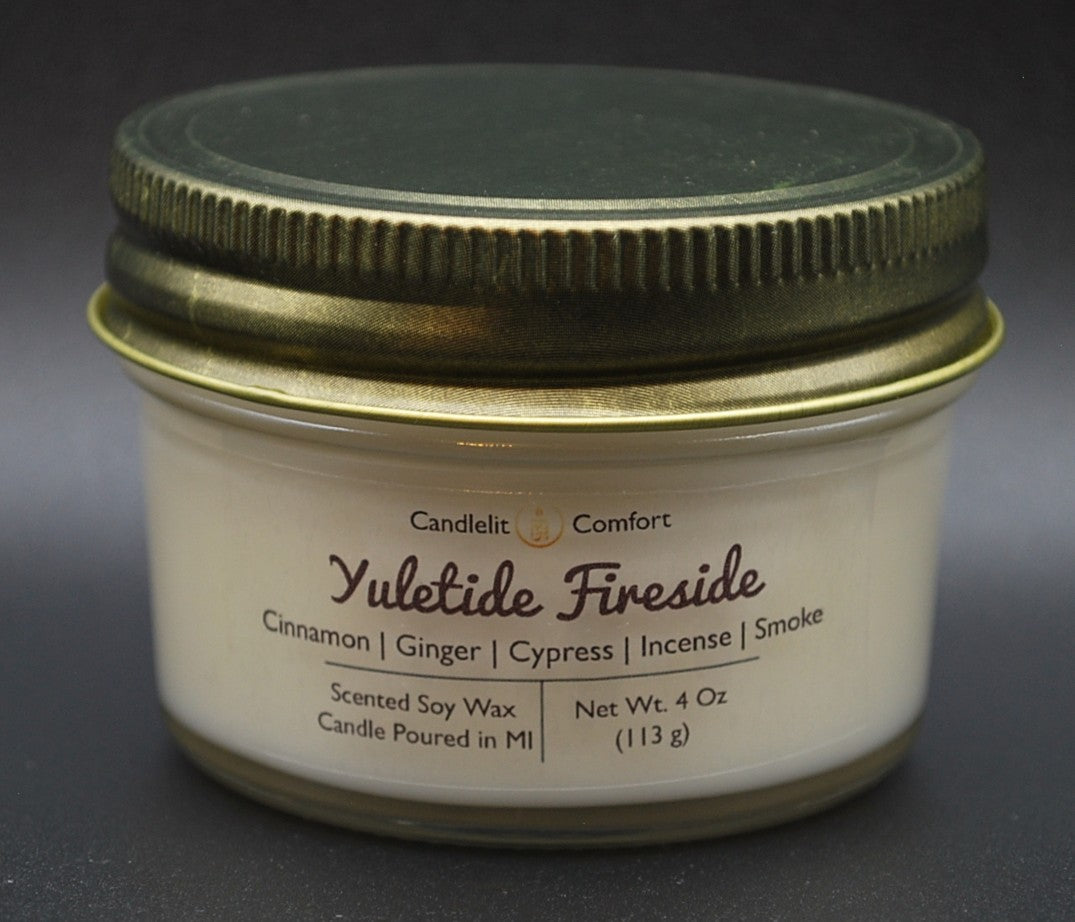 Candlelit Comfort
Yuletide Fireside
Cinnamon | Ginger | Cypress | Incense | Smoke
Scented Soy Wax
Candle Poured in MI
Net Wt. 4 Oz
(113 g)